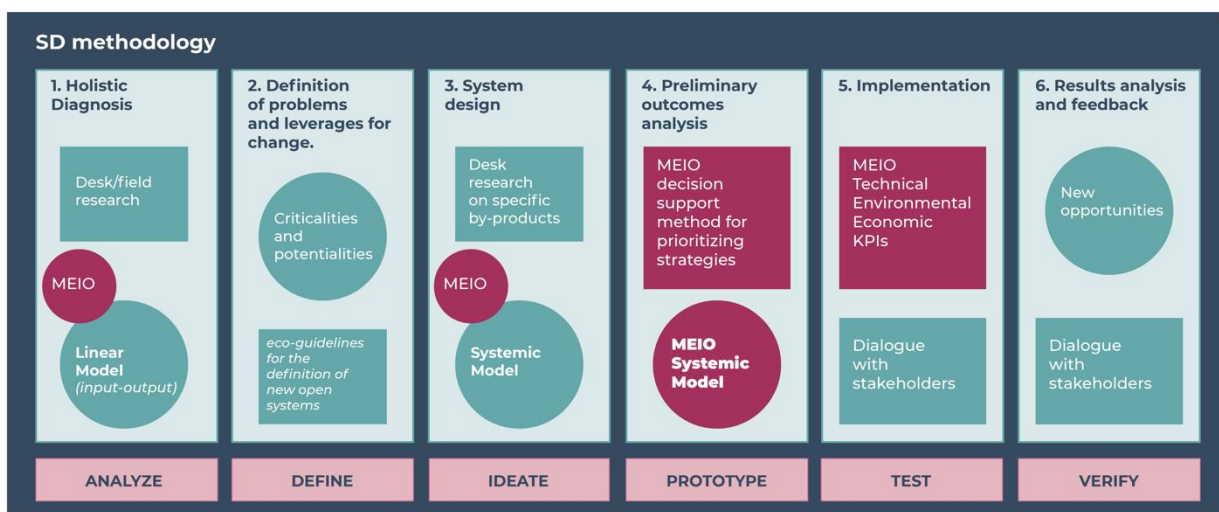 SD methodology
1. Holistic
Diagnosis
Desk/field
research
MEIO
Linear
Model
(input-output)
ANALYZE
2. Definition
of problems
and leverages for
change.
Criticalities
and
potentialities
eco-guidelines
for the
definition of
new open
systems
DEFINE
3. System
design
Desk
research
on specific
by-products
MEIO
Systemic
Model
IDEATE
4. Preliminary
outcomes
analysis
MEIO
decision
support
method for
prioritizing
strategies
MEIO
Systemic
Model
PROTOTYPE
5. Implementation
MEIO
Technical
Environmental
Economic
KPIs
Dialogue
with
stakeholders
TEST
6. Results analysis
and feedback
New
opportunities
Dialogue
with
stakeholders
VERIFY